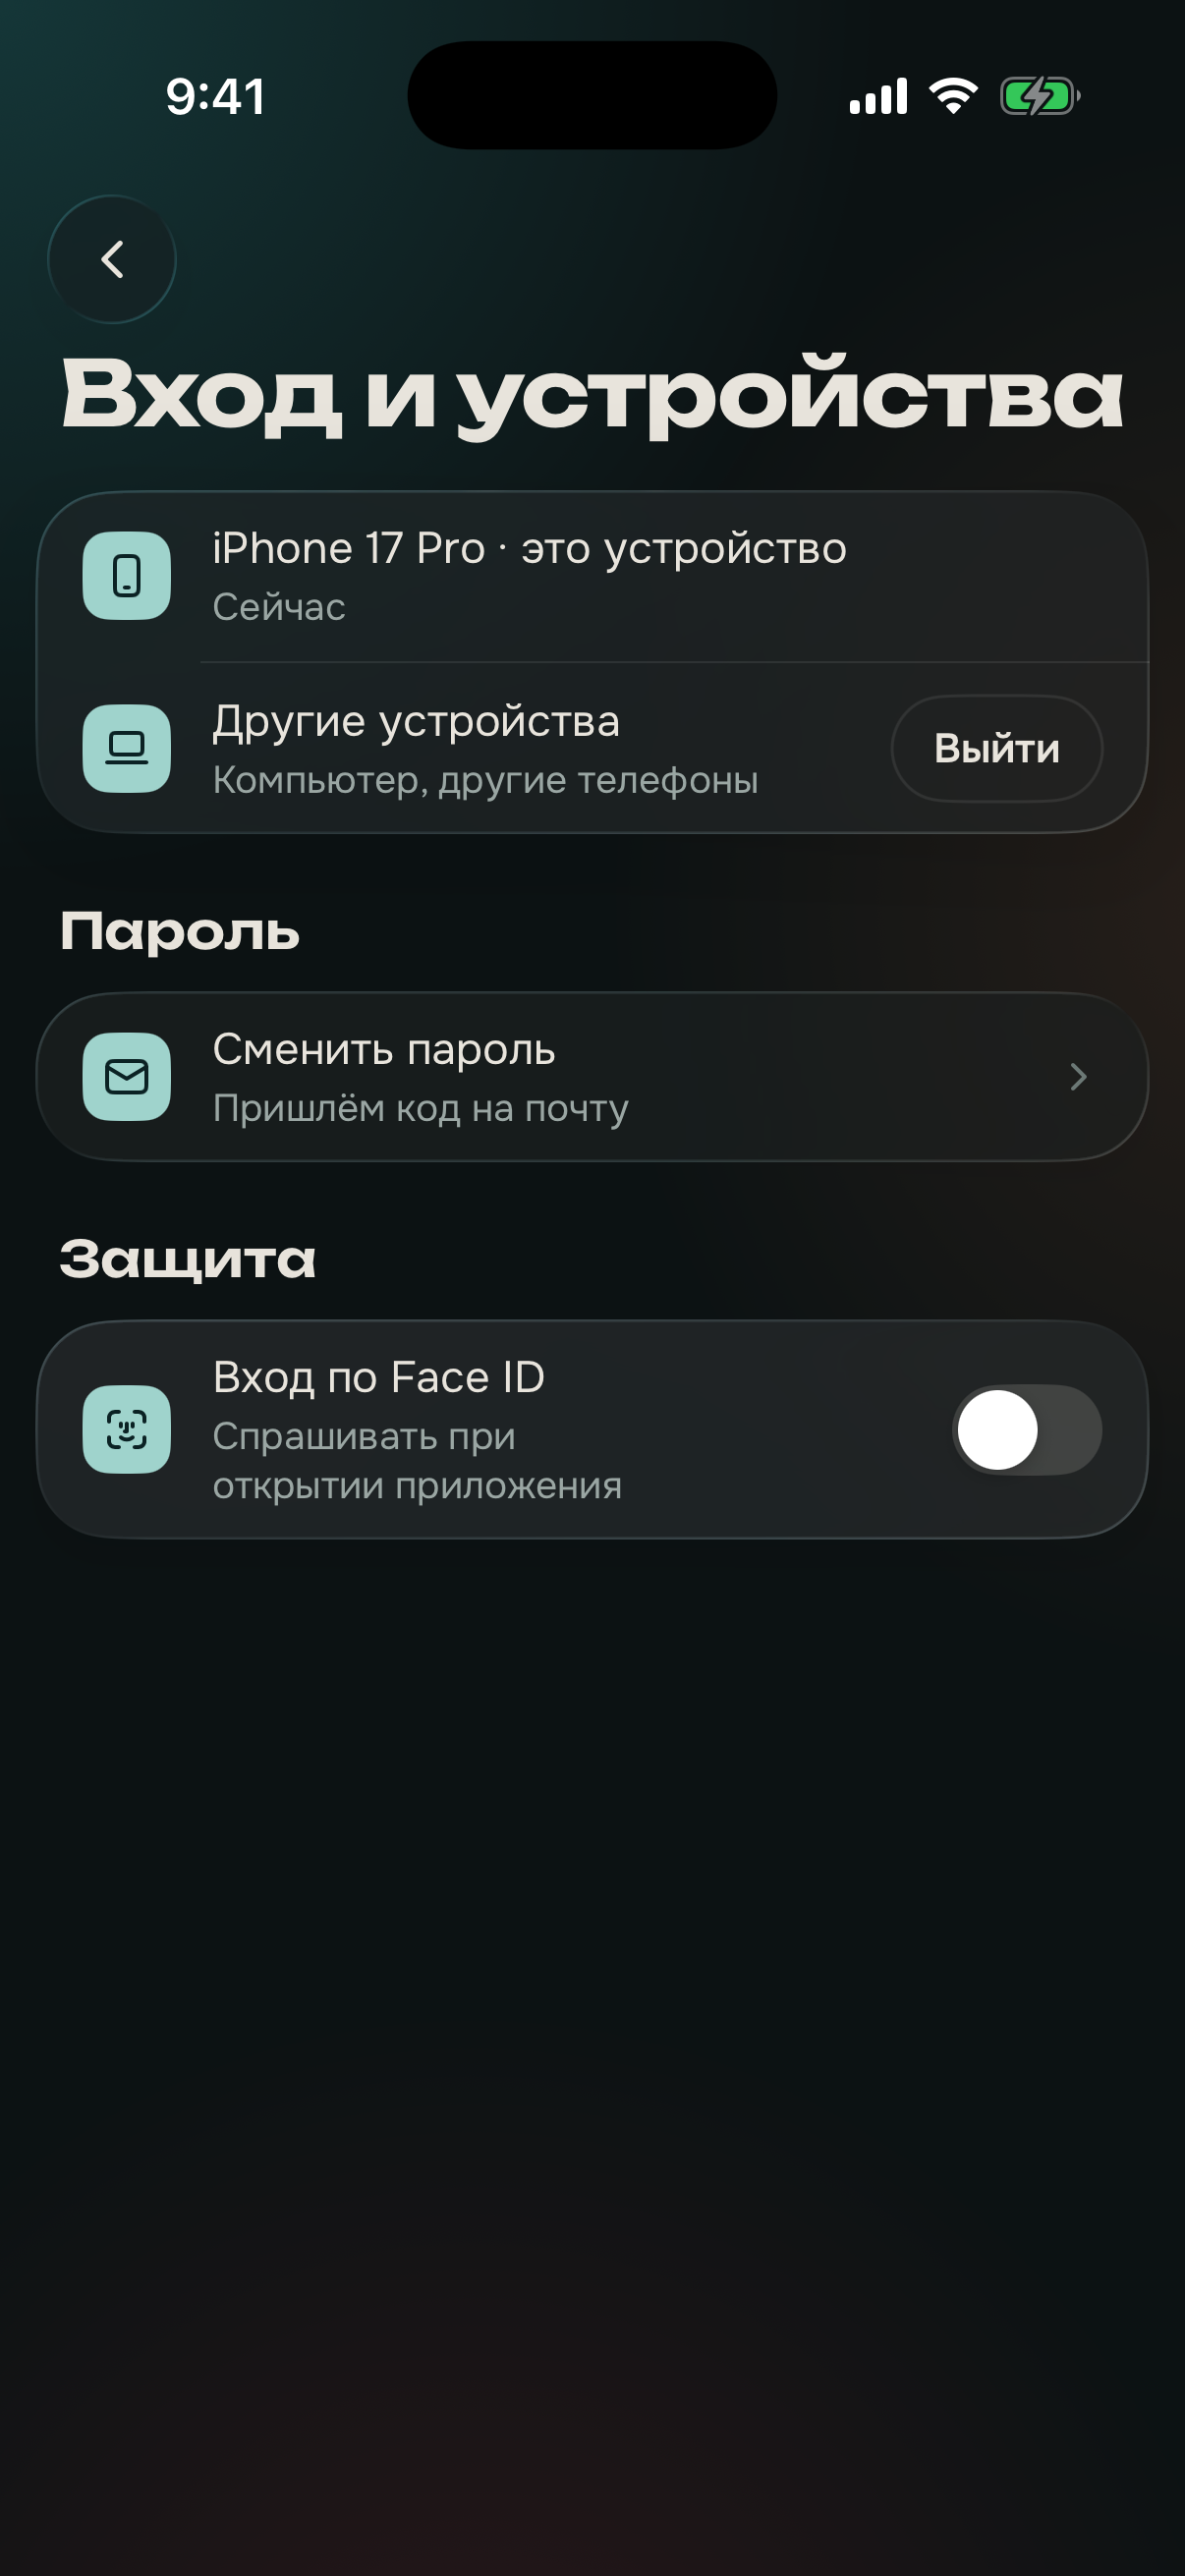 9:41
Вход и устройства
iPhone 17 Pro · это устройство
Сейчас
Другие устройства
Компьютер, другие телефоны
Выйти
Пароль
Сменить пароль
Пришлём код на почту
Защита
Вход по Face ID
Спрашивать при
открытии приложения